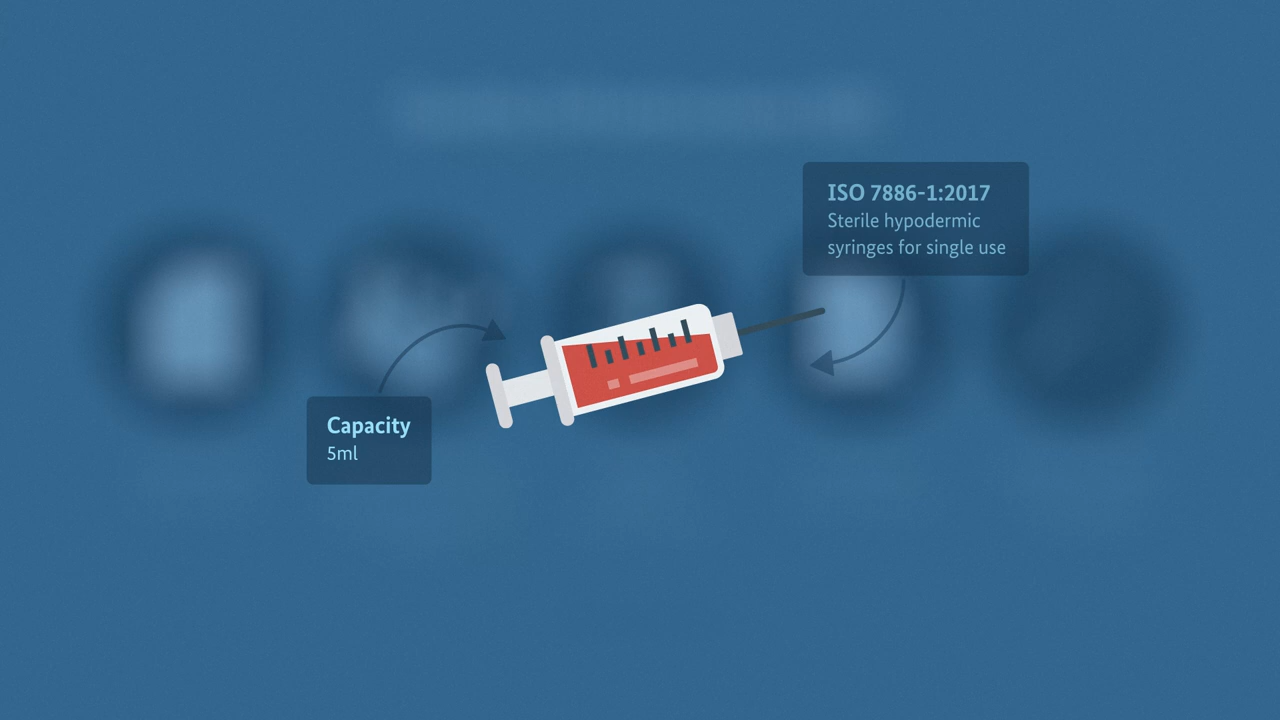 ISO 7886-1:2017
Sterile hypodermic
syringes for single use
Capacity
5ml